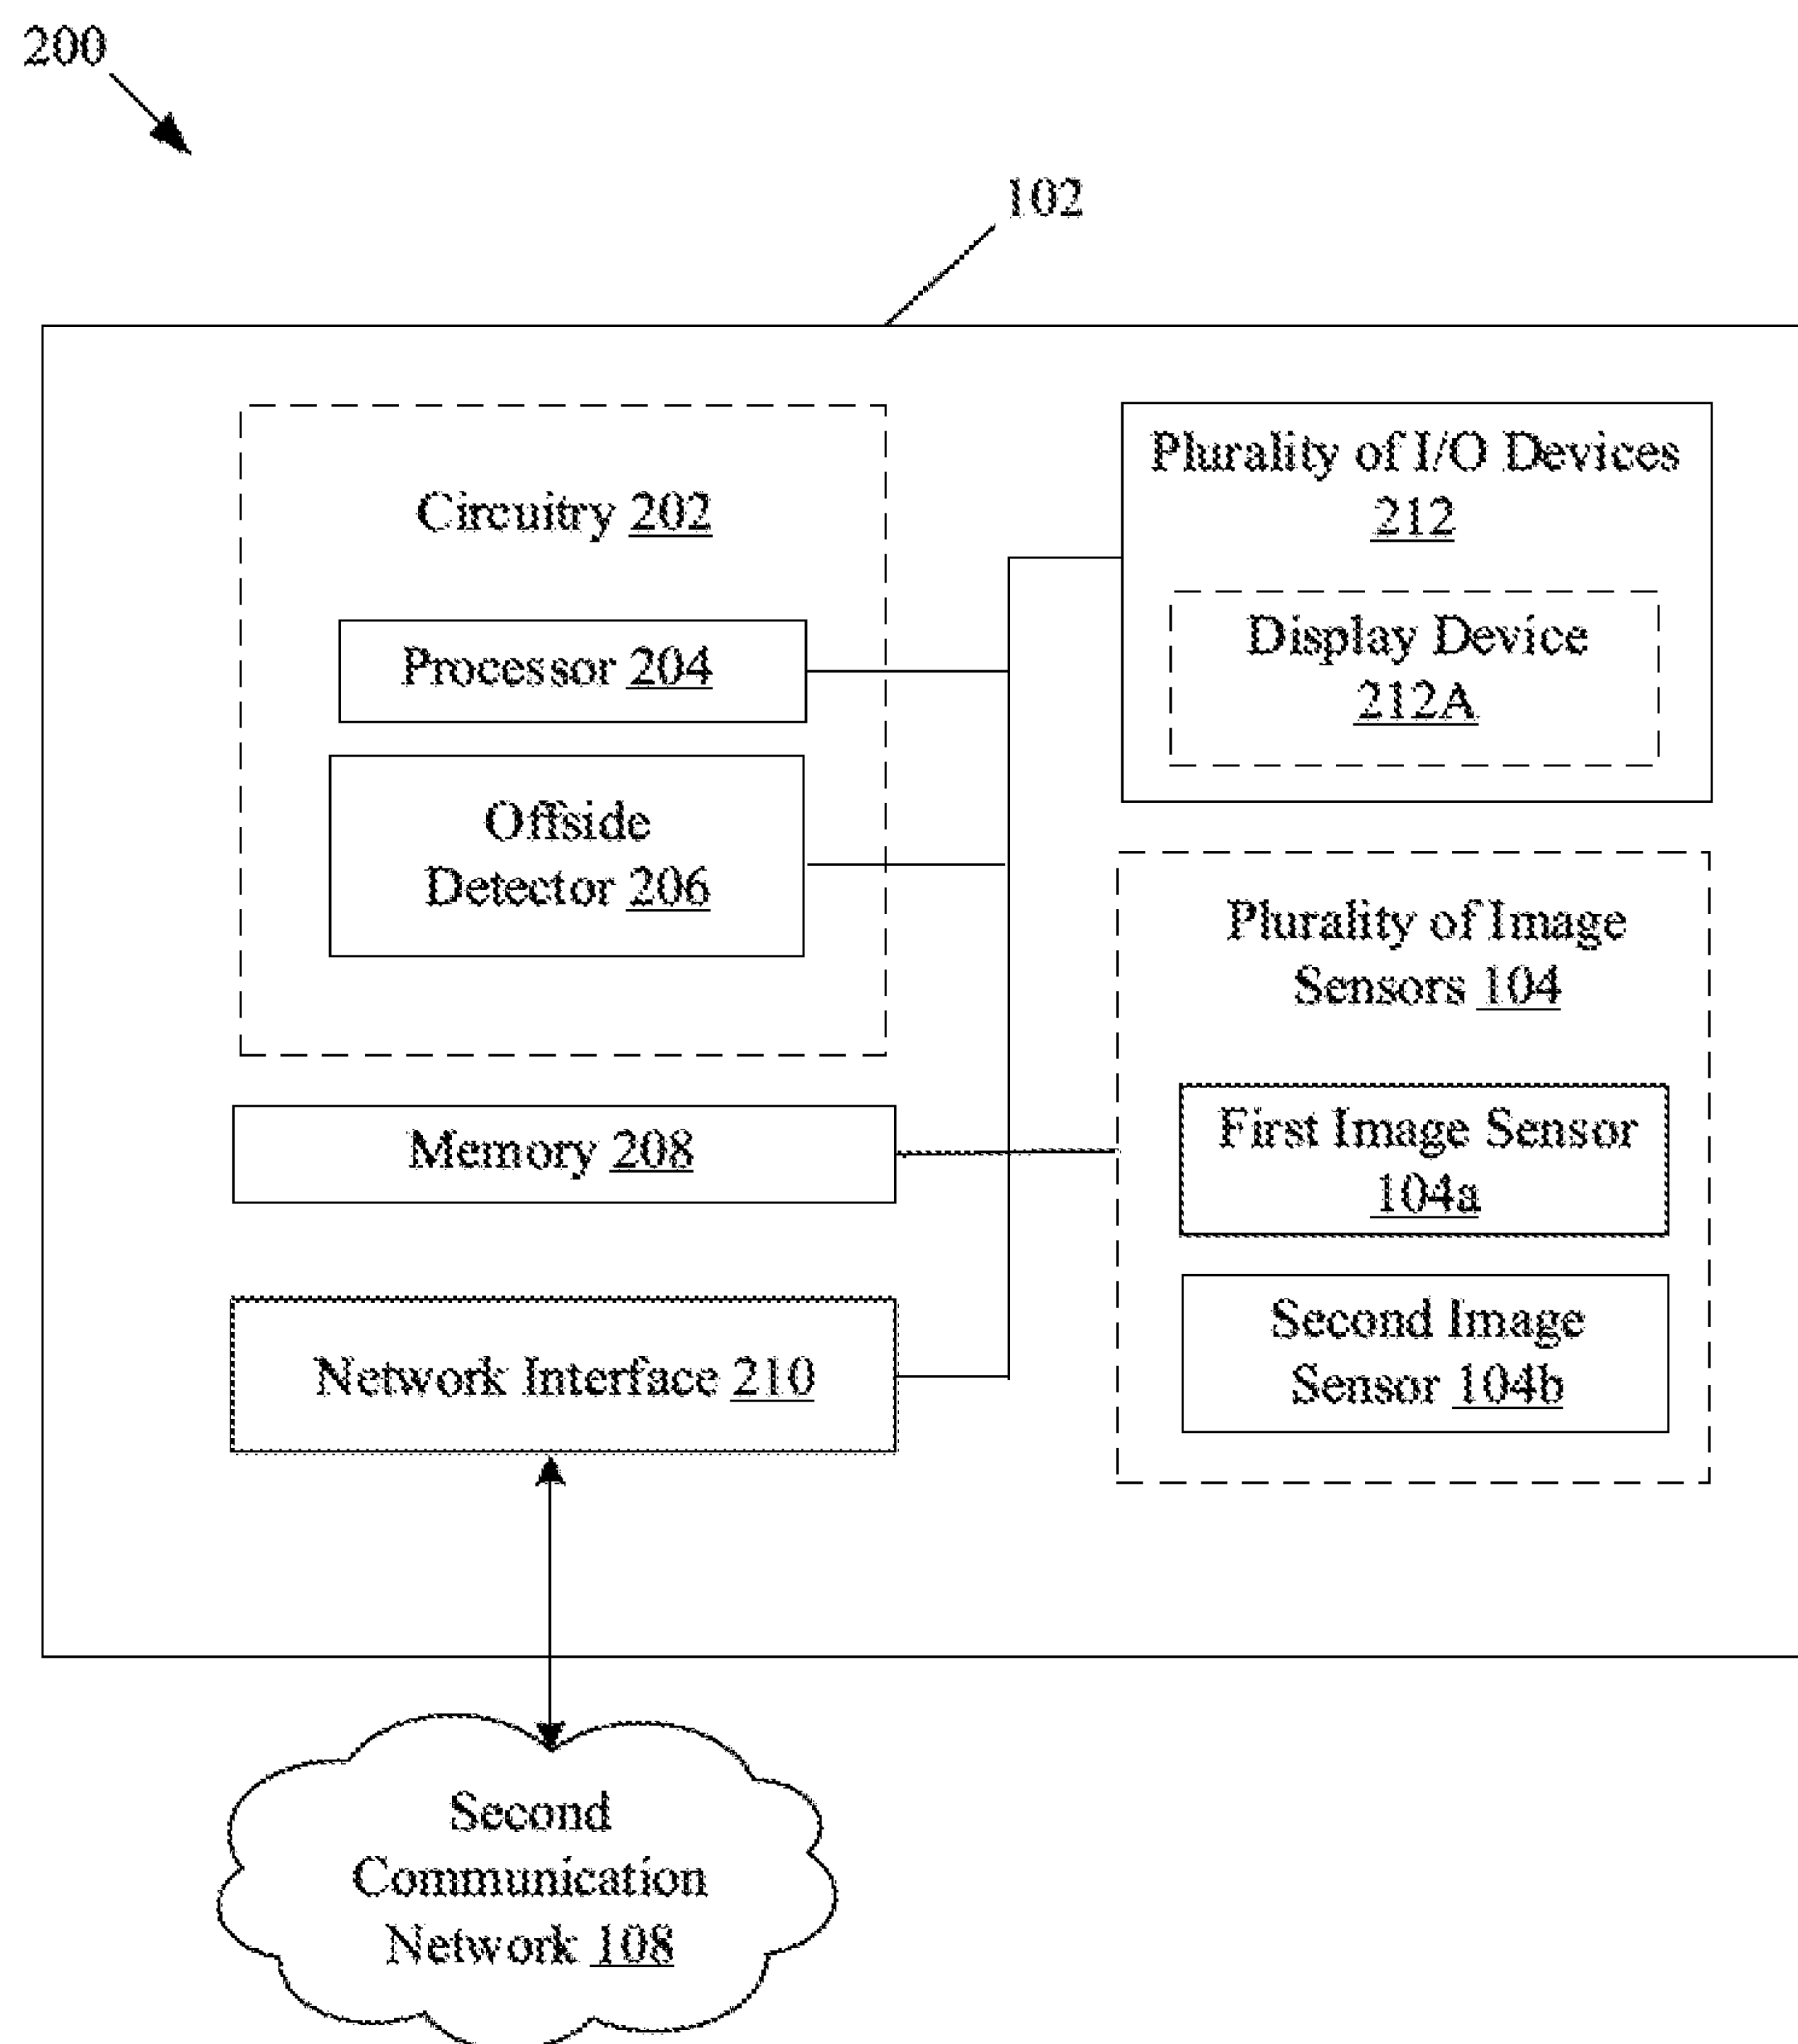 200
102
Circuitry 202
Processor 204
Offside
Detector 206
Memory 208
Network Interface 210
Plurality of I/O Devices
212
Display Device
212A
Plurality of Image
Sensors 104
First Image Sensor
104a
Second Image
Sensor 104b
Second
Communication
Network 108